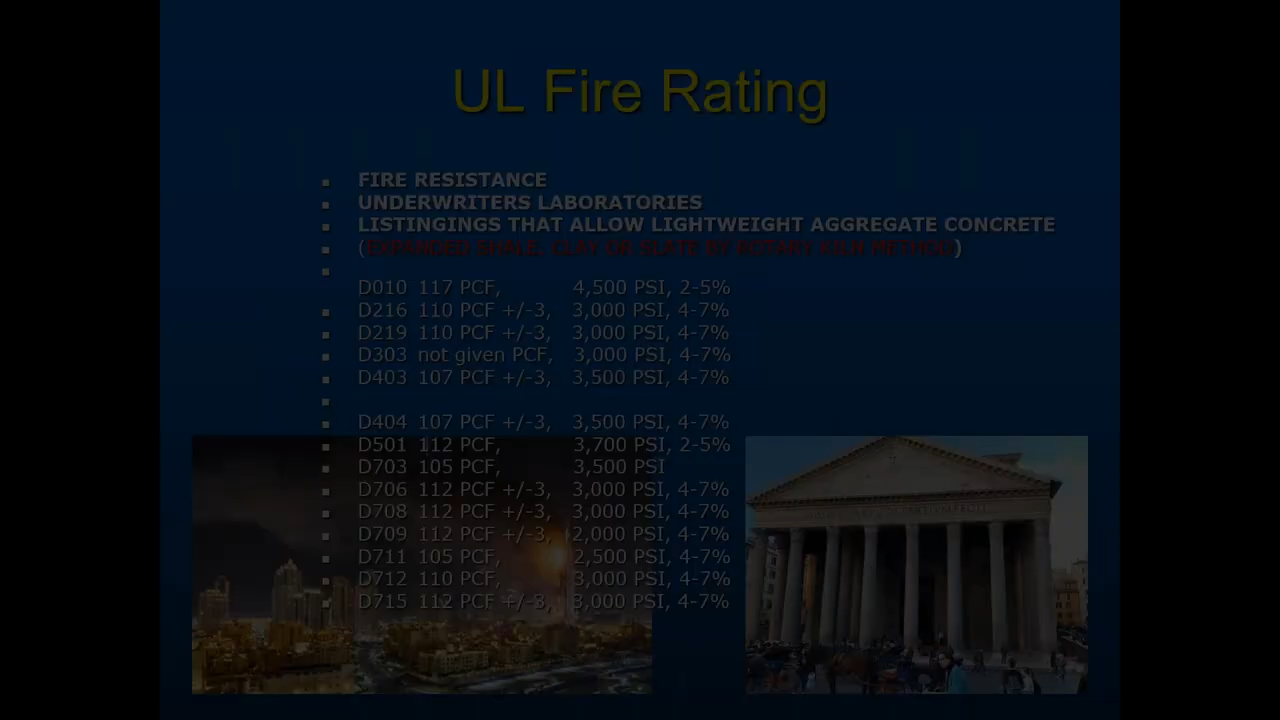 UL Fire Rating
FIRE RESISTANCE
UNDERWRITERS LABORATORIES
LISTINGINGS THAT ALLOW LIGHTWEIGHT AGGREGATE CONCRETE
(EXPANDED SHALE, CLAY OR SLATE BY ROTARY KILN METHOD)
D010 117 PCF, 4,500 PSI, 2-5%
D216 110 PCF +/-3, 3,000 PSI, 4-7%
D219 110 PCF +/-3, 3,000 PSI, 4-7%
D303 not given PCF, 3,000 PSI, 4-7%
D403 107 PCF +/-3, 3,500 PSI, 4-7%
D404 107 PCF +/-3, 3,500 PSI, 4-7%
D501 112 PCF, 3,700 PSI, 2-5%
D703 105 PCF, 3,500 PSI
D706 112 PCF +/-3, 3,000 PSI, 4-7%
D708 112 PCF +/-3, 3,000 PSI, 4-7%
D709 112 PCF +/-3, 2,000 PSI, 4-7%
D711 105 PCF, 2,500 PSI, 4-7%
D712 110 PCF, 3,000 PSI, 4-7%
D715 112 PCF +/-3, 3,000 PSI, 4-7%